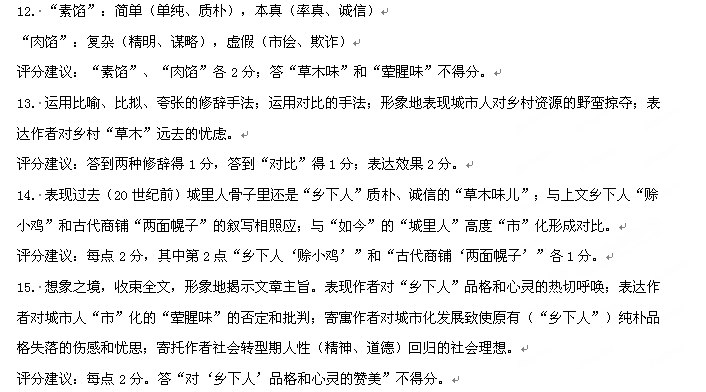 12.·“素馅”：简单（单纯、质朴），本真（率真、诚信）↵
“肉馅”：复杂（精明、谋略），虚假（市侩、欺诈）↵
评分建议：“素馅”、“肉馅”各2分；答“草木味”和“荤腥味”不得分。↵
13.·运用比喻、比拟、夸张的修辞手法；运用对比的手法；形象地表现城市人对乡村资源的野蛮掠夺；表
达作者对乡村“草木”远去的忧虑。↵
评分建议：答到两种修辞得1分，答到“对比”得1分；表达效果2分。↵
14.·表现过去（20世纪前）城里人骨子里还是“乡下人”质朴、诚信的“草木味儿”；与上文乡下人“赊
小鸡”和古代商铺“两面幌子”的叙写相照应；与“如今”的“城里人”高度“市”化形成对比。↵
评分建议：每点2分，其中第2点“乡下人‘赊小鸡’”和“古代商铺‘两面幌子’”各1分。↵
15.·想象之境，收束全文，形象地揭示文章主旨。表现作者对“乡下人”品格和心灵的热切呼唤；表达作
者对城市人“市”化的“荤腥味”的否定和批判；寄寓作者对城市化发展致使原有（“乡下人”）纯朴品
格失落的伤感和忧思；寄托作者社会转型期人性（精神、道德）回归的社会理想。↵
评分建议：每点2分。答“对‘乡下人’品格和心灵的赞美”不得分。↵